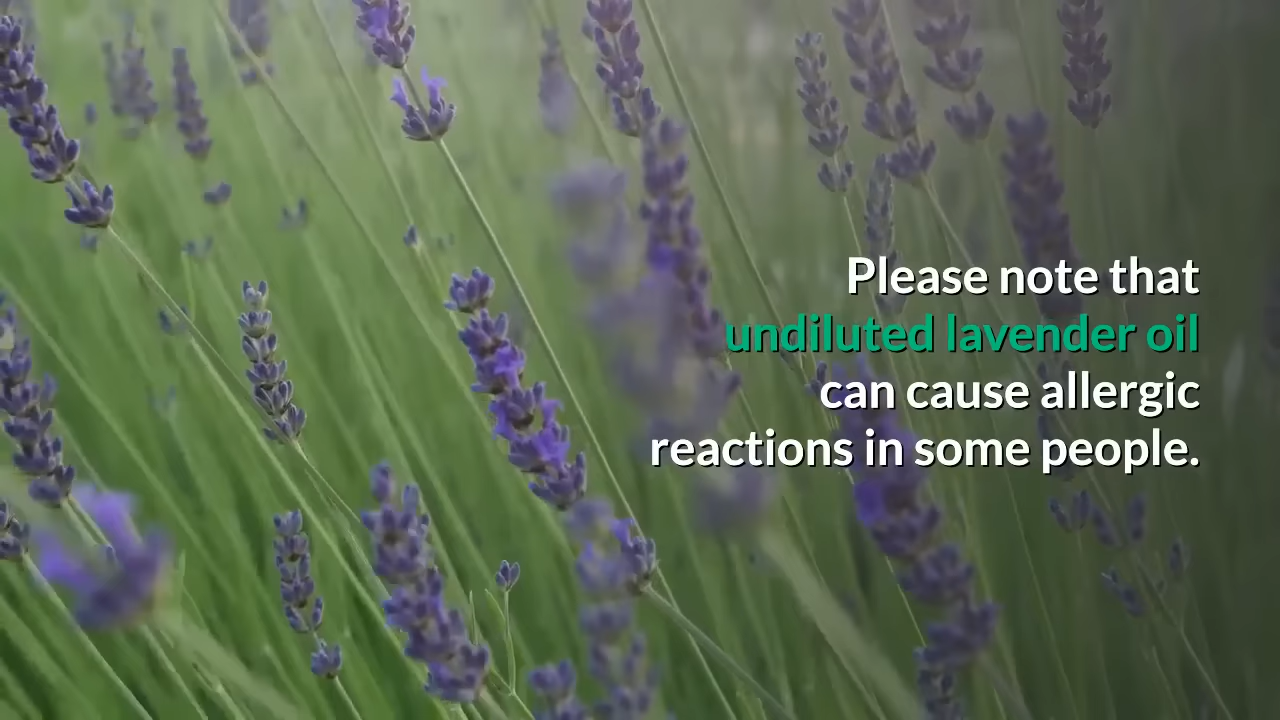 Please note that
undiluted lavender oil
can cause allergic
reactions in some people.